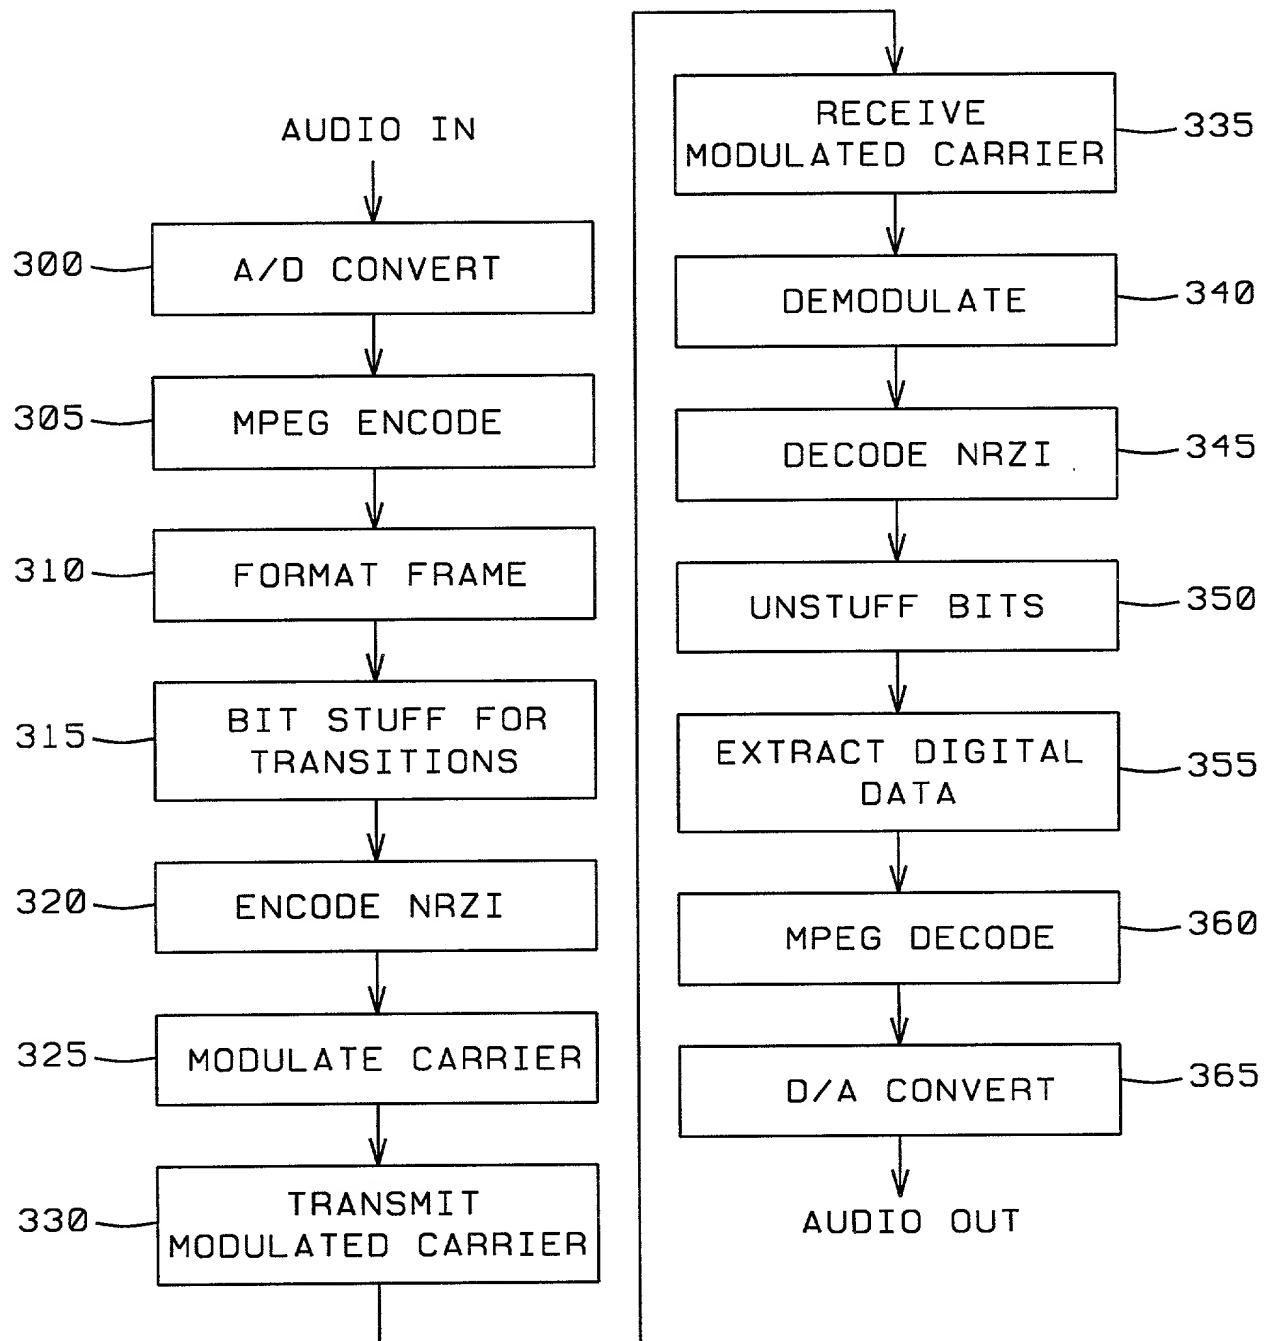 AUDIO IN
300
A/D CONVERT
305
MPEG ENCODE
310
FORMAT FRAME
315
BIT STUFF FOR
TRANSITIONS
320
ENCODE NRZI
325
MODULATE CARRIER
330
TRANSMIT
MODULATED CARRIER
RECEIVE
MODULATED CARRIER
335
DEMODULATE
340
DECODE NRZI
345
UNSTUFF BITS
350
EXTRACT DIGITAL
DATA
355
MPEG DECODE
360
D/A CONVERT
365
AUDIO OUT